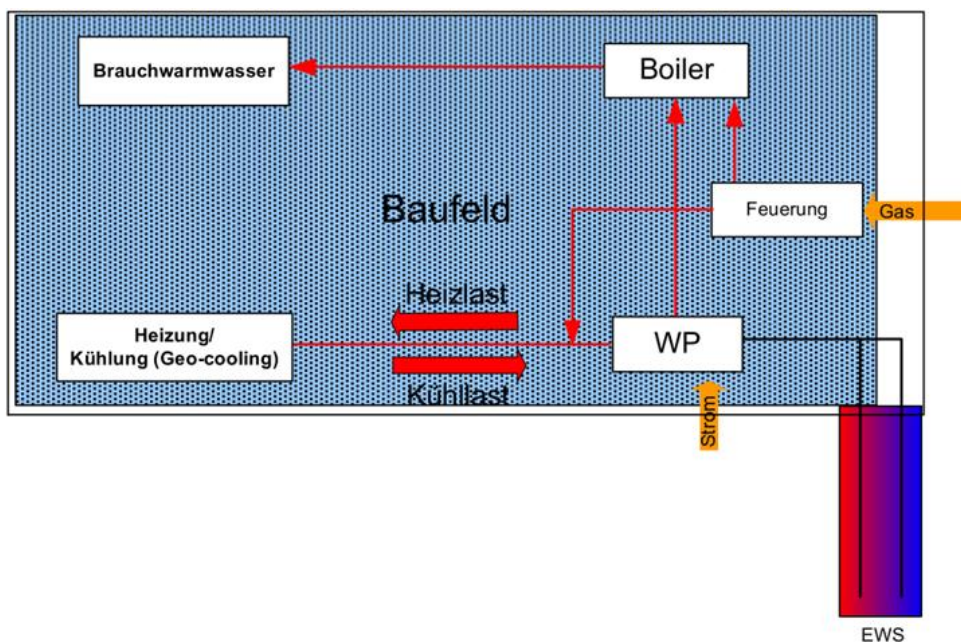 Brauchwarmwasser
Boiler
Baufeld
Feuerung
Gas
Heizlast
Heizung/
Kühlung (Geo-cooling)
WP
Kühllast
Strom
EWS